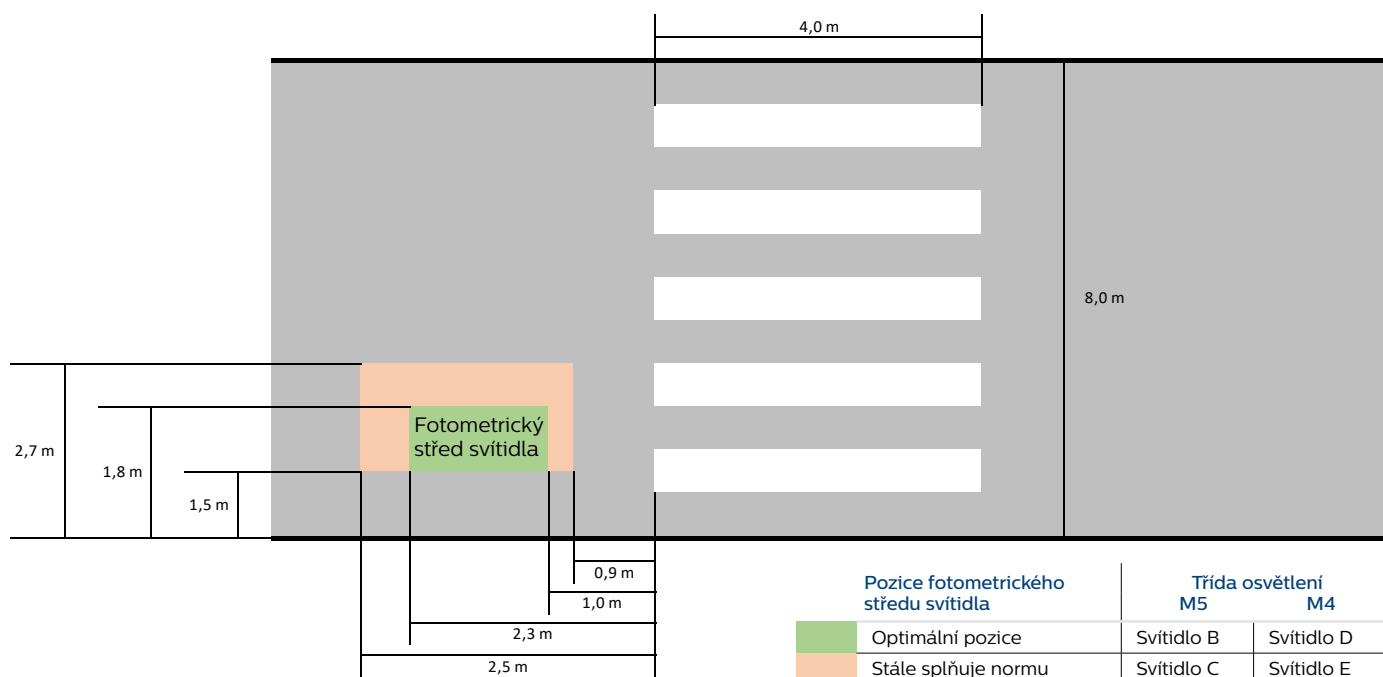 4,0 m
8,0 m
Fotometrický
střed svítidla
2,7 m
1,8 m
1,5 m
0,9 m
1,0 m
2,3 m
2,5 m
Pozice fotometrického Třída osvětlení
středu svítidla M5 M4
Optimální pozice Svítidlo B Svítidlo D
Stále splňuje normu Svítidlo C Svítidlo E